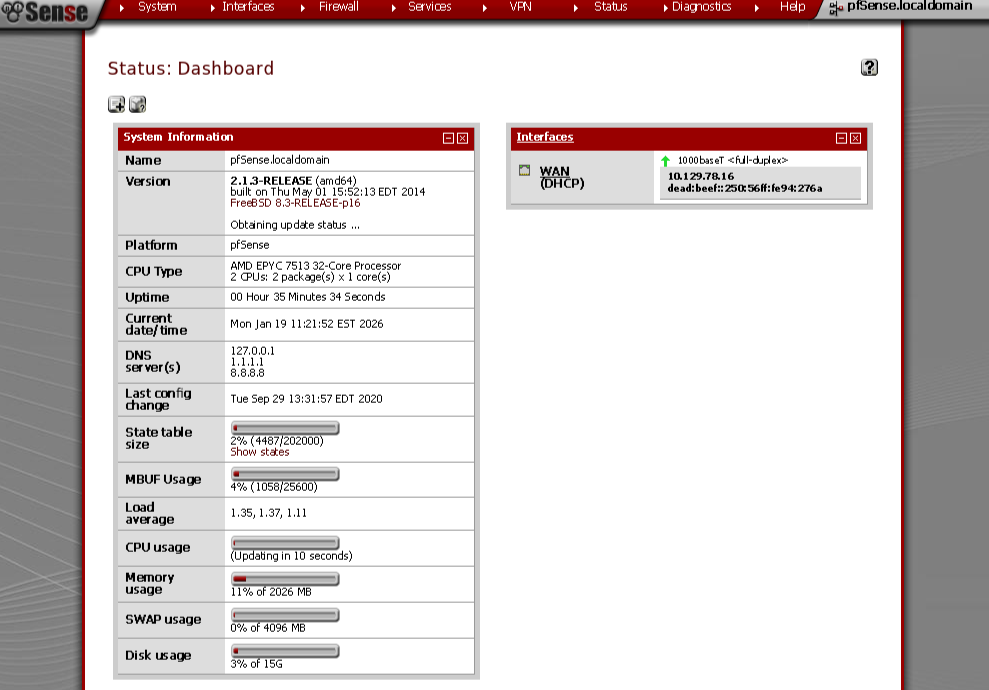 Sense
System
Interfaces
Firewall
Services
VPN
Status
Diagnostics
Help
pfSense.localdomain
Status: Dashboard
?
System Information
Name
pfSense.localdomain
Version
2.1.3-RELEASE (amd64)
built on Thu May 01 15:52:13 EDT 2014
FreeBSD 8.3-RELEASE-p16
Obtaining update status ...
Platform
pfSense
CPU Type
AMD EPYC 7513 32-Core Processor
2 CPUs: 2 package(s) x 1 core(s)
Uptime
00 Hour 35 Minutes 34 Seconds
Current
date/time
Mon Jan 19 11:21:52 EST 2026
DNS
server(s)
127.0.0.1
1.1.1.1
8.8.8.8
Last config
change
Tue Sep 29 13:31:57 EDT 2020
State table
size
2% (4487/202000)
Show states
MBUF Usage
4% (1058/25600)
Load
average
1.35, 1.37, 1.11
CPU usage
(Updating in 10 seconds)
Memory
usage
11% of 2026 MB
SWAP usage
0% of 4096 MB
Disk usage
3% of 15G
Interfaces
WAN
(DHCP)
1000baseT <full-duplex>
10.129.78.16
dead:beef::250:56ff:fe94:276a